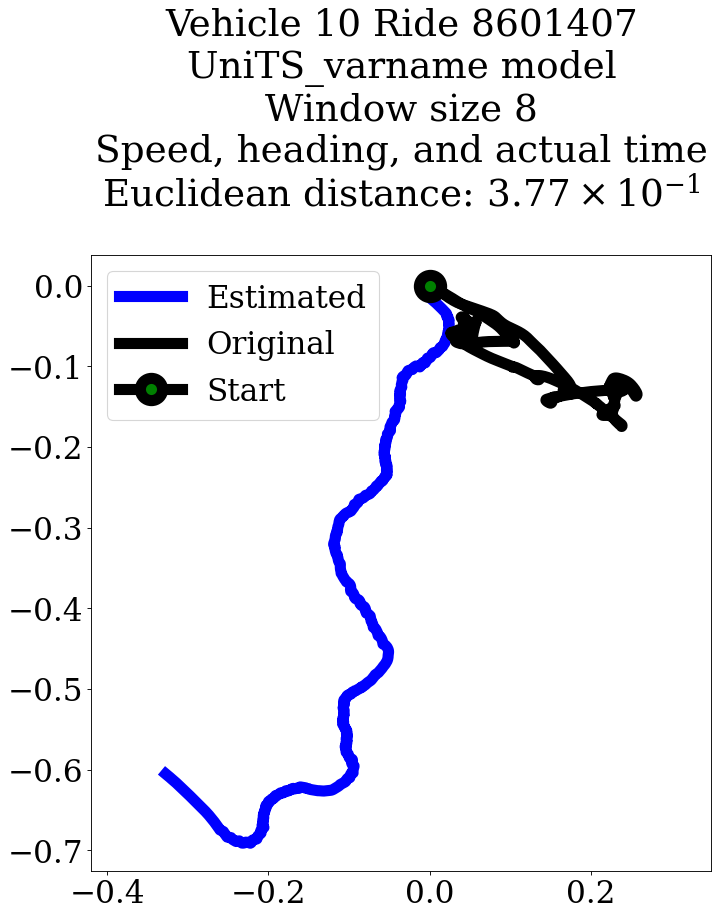 Vehicle 10 Ride 8601407
UniTS_varname model
Window size 8
Speed, heading, and actual time
Euclidean distance: 3.77 × 10⁻¹
Estimated
Original
Start
0.0
−0.1
−0.2
−0.3
−0.4
−0.5
−0.6
−0.7
−0.4
−0.2
0.0
0.2